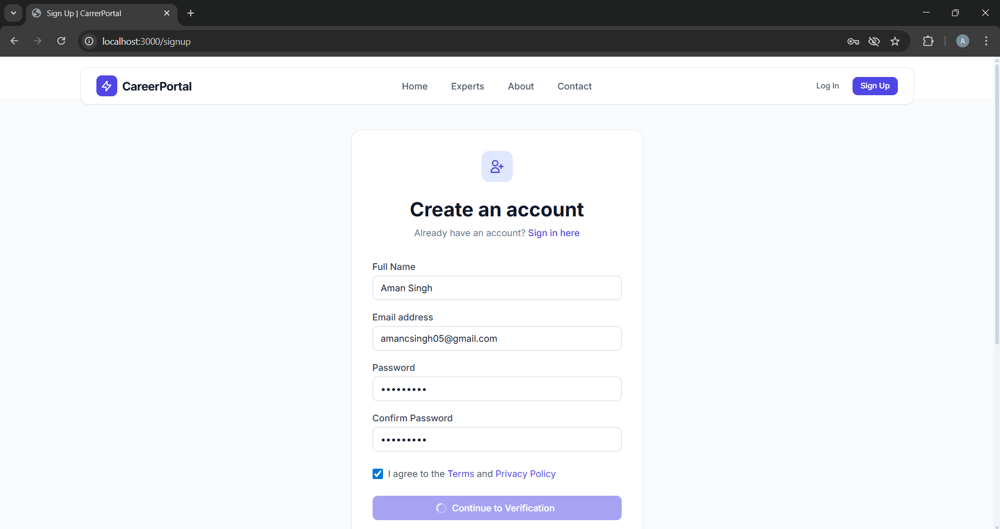 Sign Up | CarrerPortal
localhost:3000/signup
A
CareerPortal
Home
Experts
About
Contact
Log In
Sign Up
Create an account
Already have an account? Sign in here
Full Name
Aman Singh
Email address
amancsingh05@gmail.com
Password
•••••••••
Confirm Password
•••••••••
I agree to the Terms and Privacy Policy
Continue to Verification